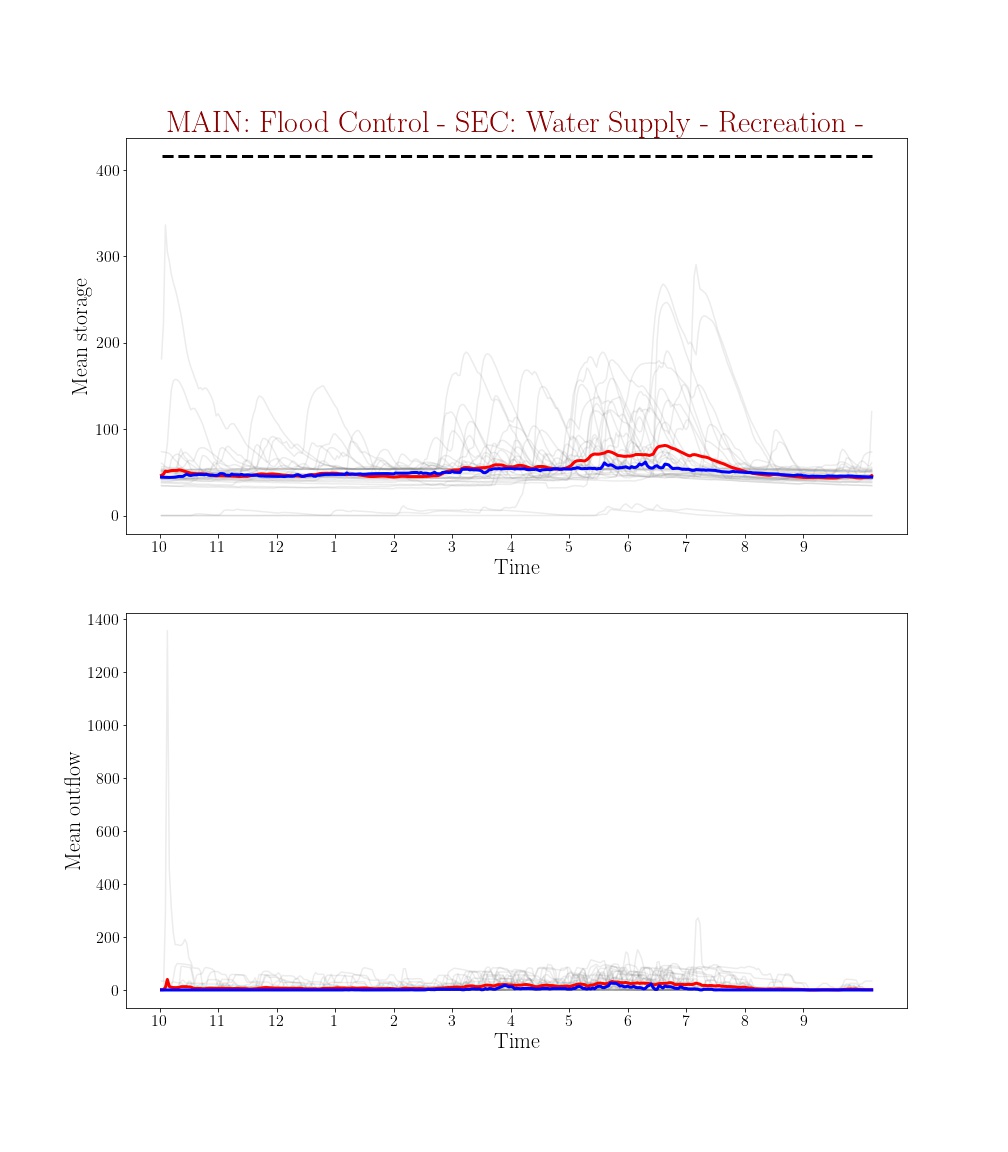 MAIN: Flood Control - SEC: Water Supply - Recreation -
400
300
200
100
0
Mean storage
10 11 12 1 2 3 4 5 6 7 8 9
Time
1400
1200
1000
800
600
400
200
0
Mean outflow
10 11 12 1 2 3 4 5 6 7 8 9
Time